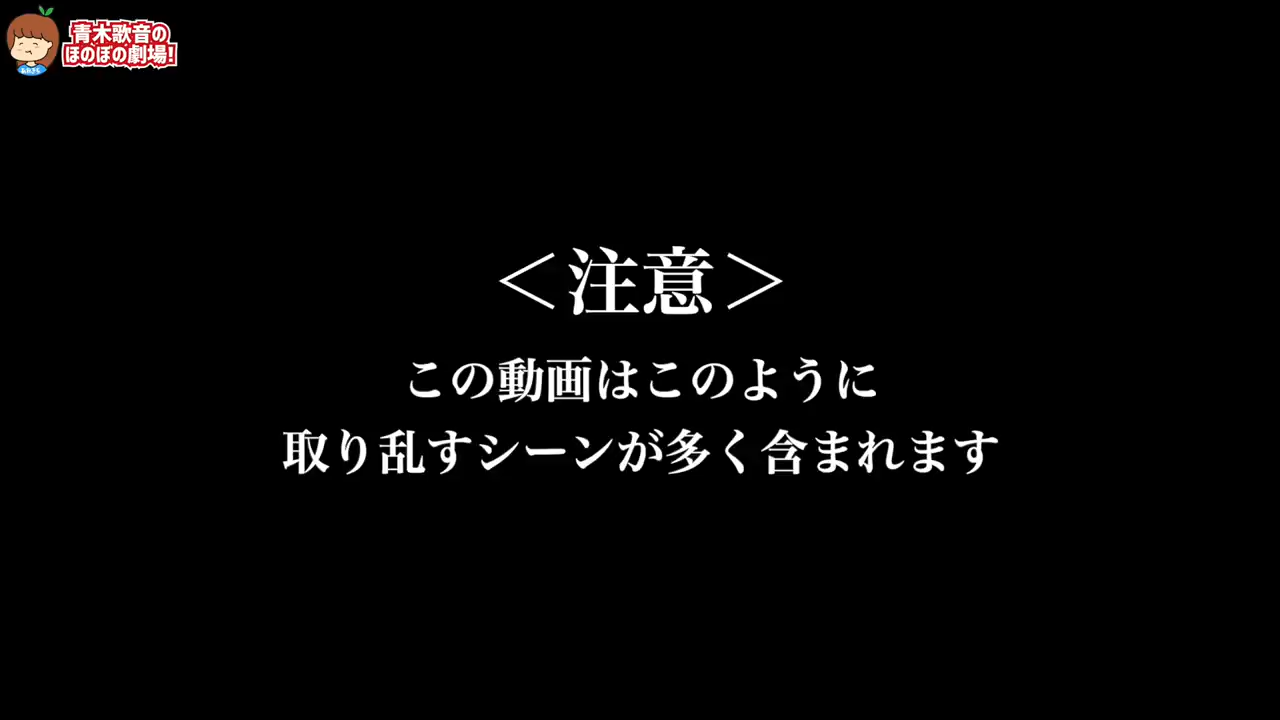 青木歌音の
ほのぼの劇場!
＜注意＞
この動画はこのように
取り乱すシーンが多く含まれます